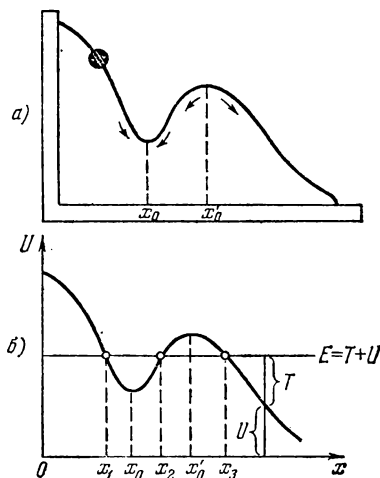 а)
x₀ x₀′
U
б)
E=T+U
T
U
0 x₁ x₀ x₂ x₀′ x₃ x